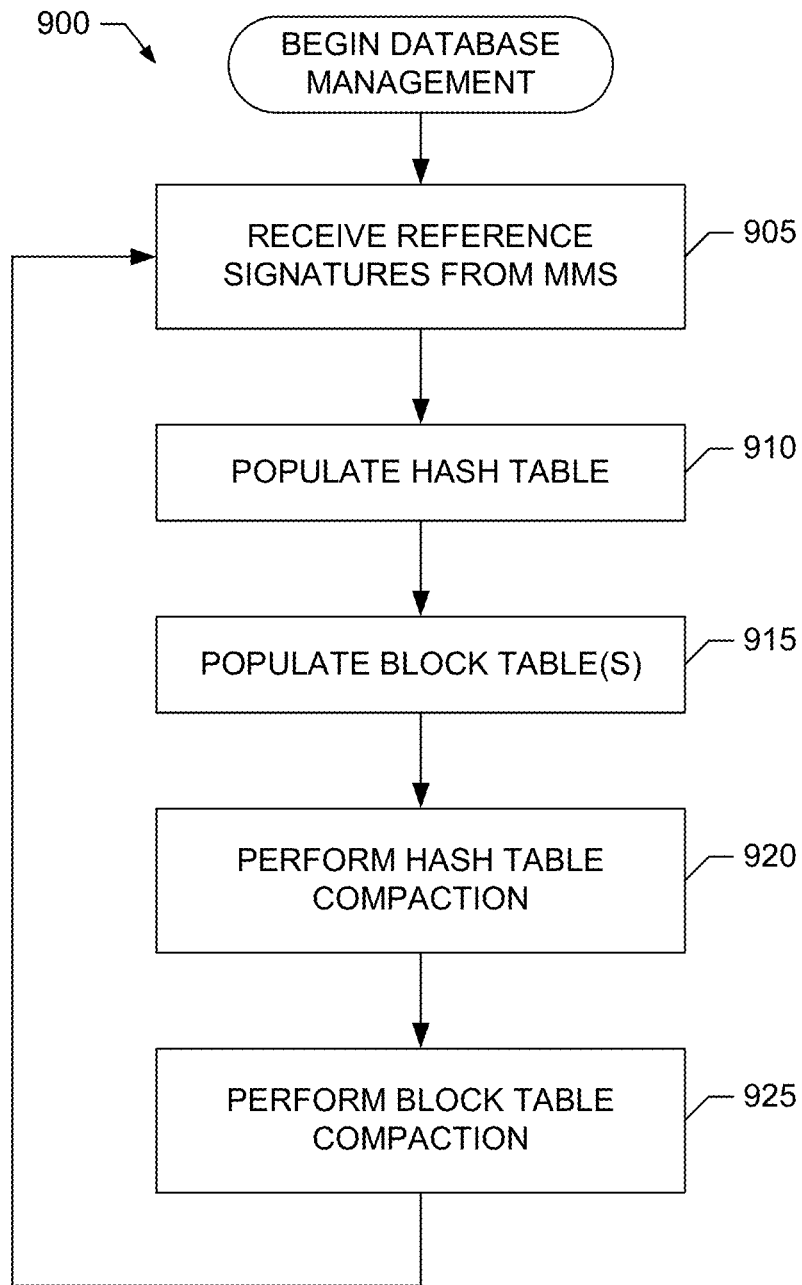 900
BEGIN DATABASE
MANAGEMENT
RECEIVE REFERENCE
SIGNATURES FROM MMS
905
POPULATE HASH TABLE
910
POPULATE BLOCK TABLE(S)
915
PERFORM HASH TABLE
COMPACTION
920
PERFORM BLOCK TABLE
COMPACTION
925